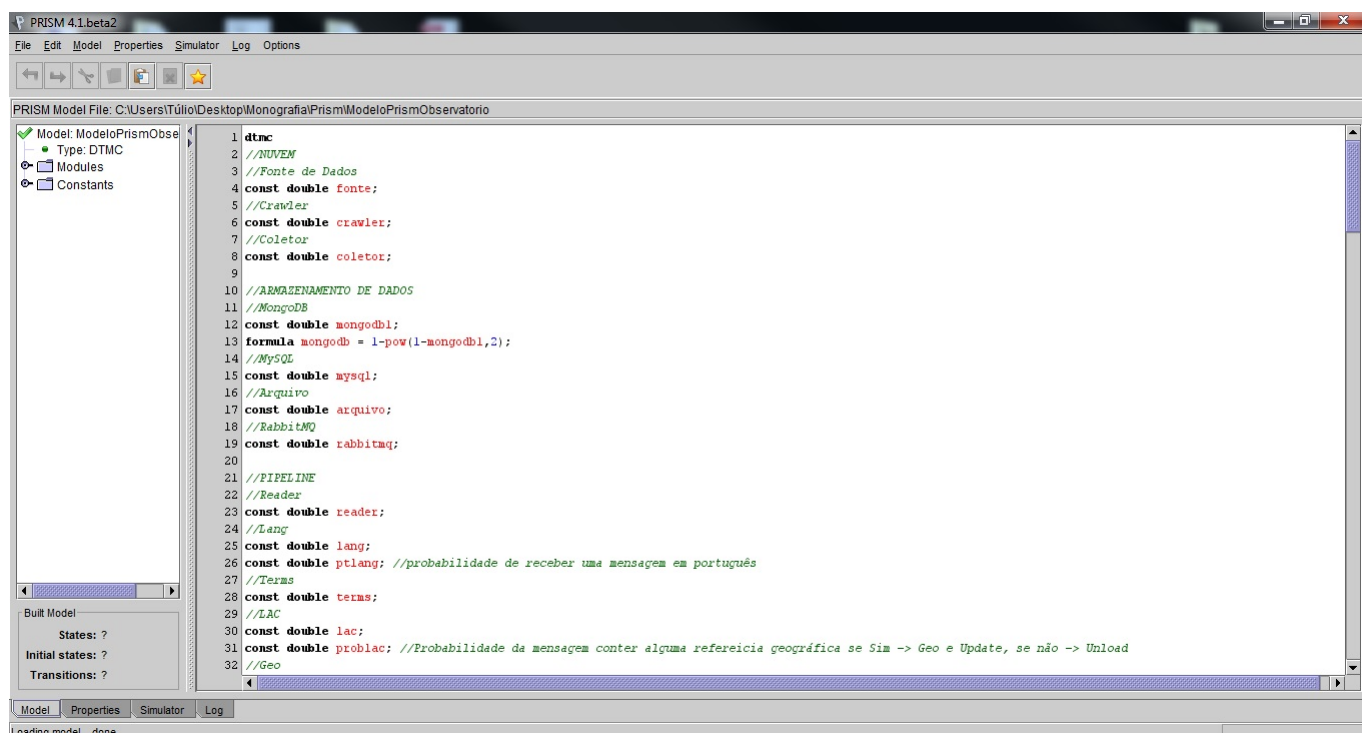 PRISM 4.1.beta2
File Edit Model Properties Simulator Log Options
PRISM Model File: C:\Users\Túlio\Desktop\Monografia\Prism\ModeloPrismObservatorio
Model: ModeloPrismObse
Type: DTMC
Modules
Constants
Built Model
States: ?
Initial states: ?
Transitions: ?
1 dtmc
2 //NUVEM
3 //Fonte de Dados
4 const double fonte;
5 //Crawler
6 const double crawler;
7 //Coletor
8 const double coletor;
9
10 //ARMAZENAMENTO DE DADOS
11 //MongoDB
12 const double mongodb1;
13 formula mongodb = 1-pow(1-mongodb1,2);
14 //MySQL
15 const double mysql;
16 //Arquivo
17 const double arquivo;
18 //RabbitMQ
19 const double rabbitmq;
20
21 //PIPELINE
22 //Reader
23 const double reader;
24 //Lang
25 const double lang;
26 const double ptlang; //probabilidade de receber uma mensagem em português
27 //Terms
28 const double terms;
29 //LAC
30 const double lac;
31 const double problac; //Probabilidade da mensagem conter alguma refereicia geográfica se Sim -> Geo e Update, se não -> Unload
32 //Geo
Model Properties Simulator Log
Loading model... done.